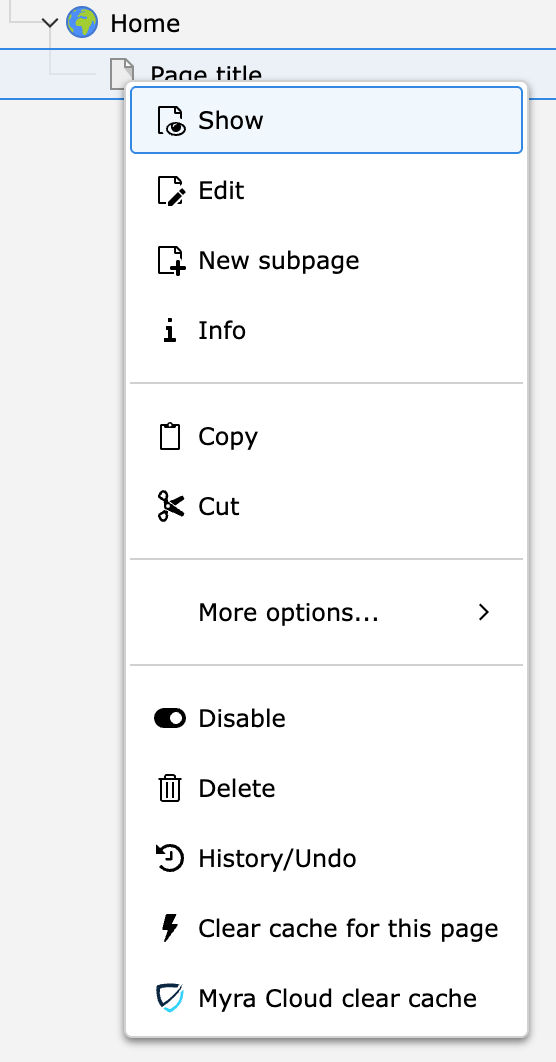 Home
Page title
Show
Edit
New subpage
Info
Copy
Cut
More options...
Disable
Delete
History/Undo
Clear cache for this page
Myra Cloud clear cache